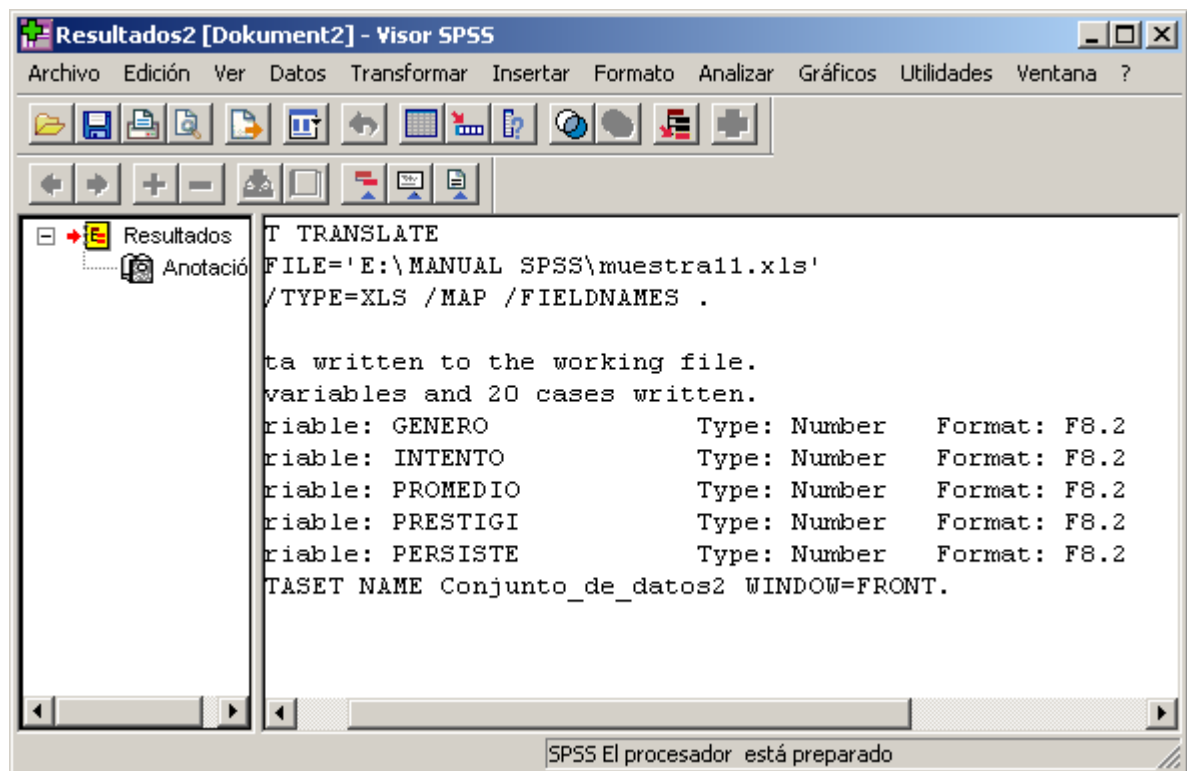 Resultados2 [Dokument2] - Visor SPSS
Archivo Edición Ver Datos Transformar Insertar Formato Analizar Gráficos Utilidades Ventana ?
Resultados
Anotació
T TRANSLATE
FILE='E:\MANUAL SPSS\muestra11.xls'
/TYPE=XLS /MAP /FIELDNAMES .
ta written to the working file.
variables and 20 cases written.
riable: GENERO Type: Number Format: F8.2
riable: INTENTO Type: Number Format: F8.2
riable: PROMEDIO Type: Number Format: F8.2
riable: PRESTIGI Type: Number Format: F8.2
riable: PERSISTE Type: Number Format: F8.2
TASET NAME Conjunto_de_datos2 WINDOW=FRONT.
SPSS El procesador está preparado